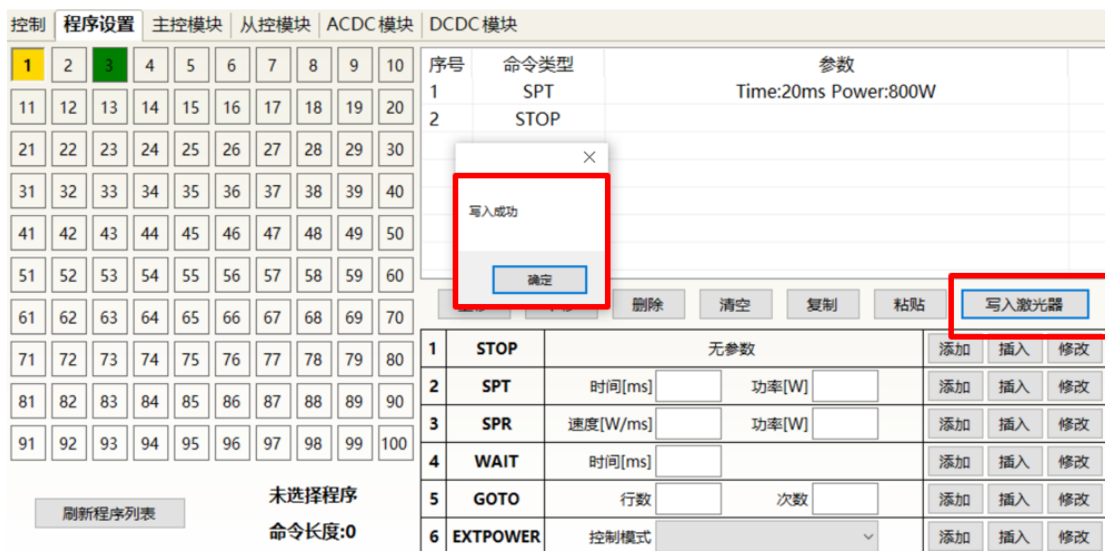 控制 程序设置 主控模块 从控模块 ACDC 模块 DCDC 模块
1 2 3 4 5 6 7 8 9 10
11 12 13 14 15 16 17 18 19 20
21 22 23 24 25 26 27 28 29 30
31 32 33 34 35 36 37 38 39 40
41 42 43 44 45 46 47 48 49 50
51 52 53 54 55 56 57 58 59 60
61 62 63 64 65 66 67 68 69 70
71 72 73 74 75 76 77 78 79 80
81 82 83 84 85 86 87 88 89 90
91 92 93 94 95 96 97 98 99 100
刷新程序列表
未选择程序
命令长度:0
序号 命令类型 参数
1 SPT Time:20ms Power:800W
2 STOP
写入成功
确定
删除 清空 复制 粘贴 写入激光器
1 STOP 无参数 添加 插入 修改
2 SPT 时间[ms] 功率[W] 添加 插入 修改
3 SPR 速度[W/ms] 功率[W] 添加 插入 修改
4 WAIT 时间[ms] 添加 插入 修改
5 GOTO 行数 次数 添加 插入 修改
6 EXTPOWER 控制模式 添加 插入 修改